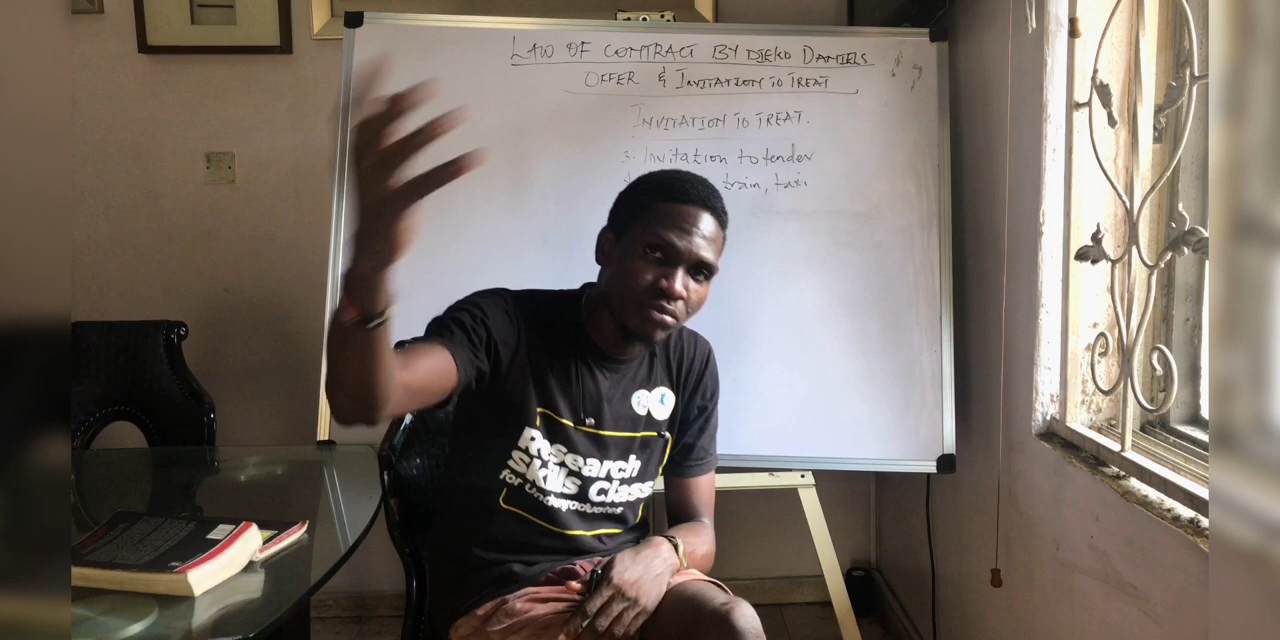 LAW OF CONTRACT BY DJEKO DANIELS
OFFER & INVITATION TO TREAT
INVITATION TO TREAT.
3. Invitation to tender
train, taxi
Research
Skills Class
for Undergraduates